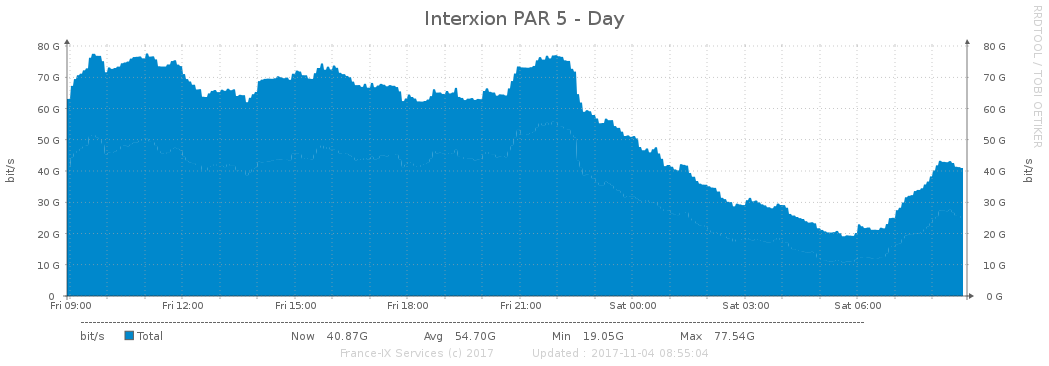 Interxion PAR 5 - Day
RRDTOOL / TOBI OETIKER
80 G 80 G
70 G 70 G
60 G 60 G
50 G 50 G
40 G 40 G
30 G 30 G
20 G 20 G
10 G 10 G
0 0 G
bit/s bit/s
Fri 09:00 Fri 12:00 Fri 15:00 Fri 18:00 Fri 21:00 Sat 00:00 Sat 03:00 Sat 06:00
bit/s Total Now 40.87G Avg 54.70G Min 19.05G Max 77.54G
France-IX Services (c) 2017 Updated : 2017-11-04 08:55:04